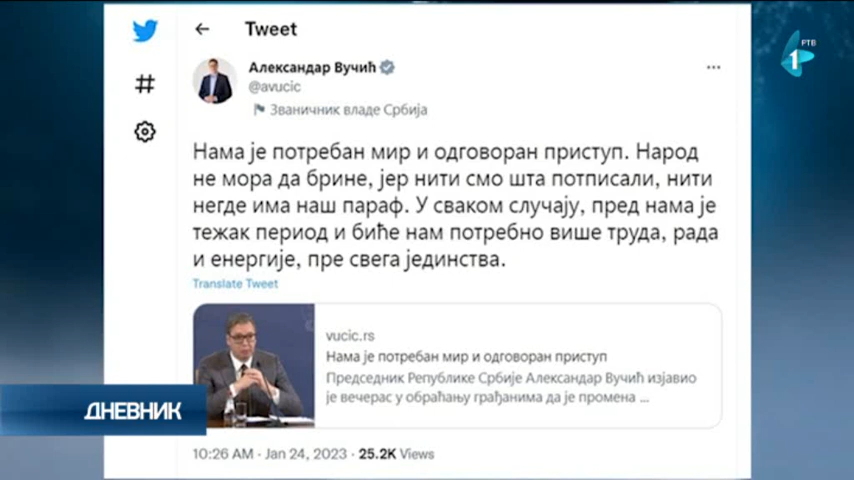 Tweet
РТВ
1
Александар Вучић
@avucic
Званичник владе Србија
Нама је потребан мир и одговоран приступ. Народ
не мора да брине, јер нити смо шта потписали, нити
негде има наш параф. У сваком случају, пред нама је
тежак период и биће нам потребно више труда, рада
и енергије, пре свега јединства.
Translate Tweet
vucic.rs
Нама је потребан мир и одговоран приступ
Председник Републике Србије Александар Вучић изјавио
је вечерас у обраћању грађанима да је промена ...
ДНЕВНИК
10:26 AM · Jan 24, 2023 · 25.2K Views